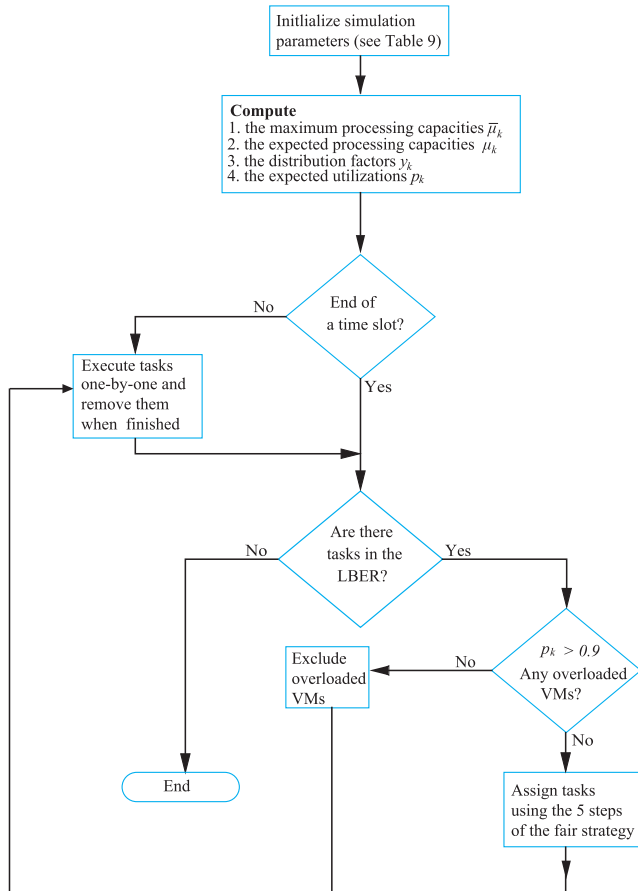 Initlialize simulation
parameters (see Table 9)
Compute
1. the maximum processing capacities μ̅k
2. the expected processing capacities μk
3. the distribution factors yk
4. the expected utilizations pk
End of
a time slot?
No
Yes
Execute tasks
one-by-one and
remove them
when finished
Are there
tasks in the
LBER?
No
Yes
pk > 0.9
Any overloaded
VMs?
No
Exclude
overloaded
VMs
No
End
Assign tasks
using the 5 steps
of the fair strategy